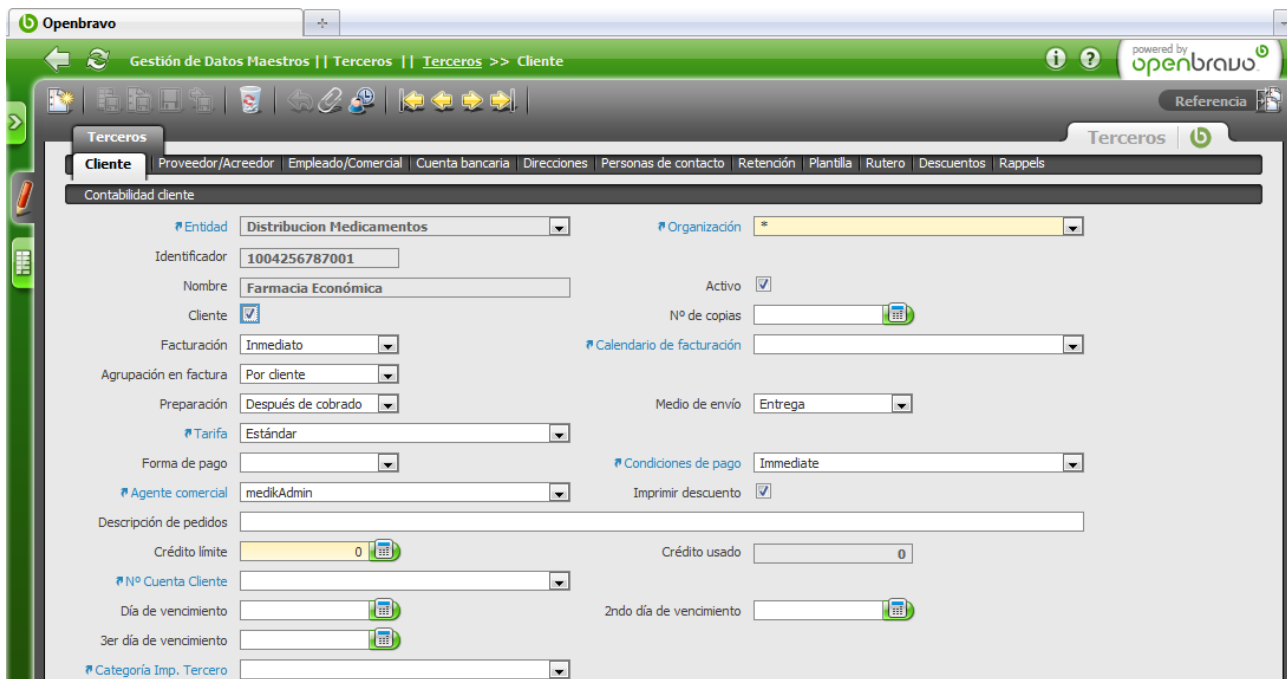 Openbravo
Gestión de Datos Maestros || Terceros || Terceros >> Cliente
powered by
openbravo
Referencia
Terceros
Terceros
Cliente Proveedor/Acreedor Empleado/Comercial Cuenta bancaria Direcciones Personas de contacto Retención Plantilla Rutero Descuentos Rappels
Contabilidad cliente
Entidad Distribucion Medicamentos Organización *
Identificador 1004256787001
Nombre Farmacia Económica Activo
Cliente Nº de copias
Facturación Inmediato Calendario de facturación
Agrupación en factura Por cliente
Preparación Después de cobrado Medio de envío Entrega
Tarifa Estándar
Forma de pago Condiciones de pago Immediate
Agente comercial medikAdmin Imprimir descuento
Descripción de pedidos
Crédito límite 0 Crédito usado 0
Nº Cuenta Cliente
Día de vencimiento 2ndo día de vencimiento
3er día de vencimiento
Categoría Imp. Tercero